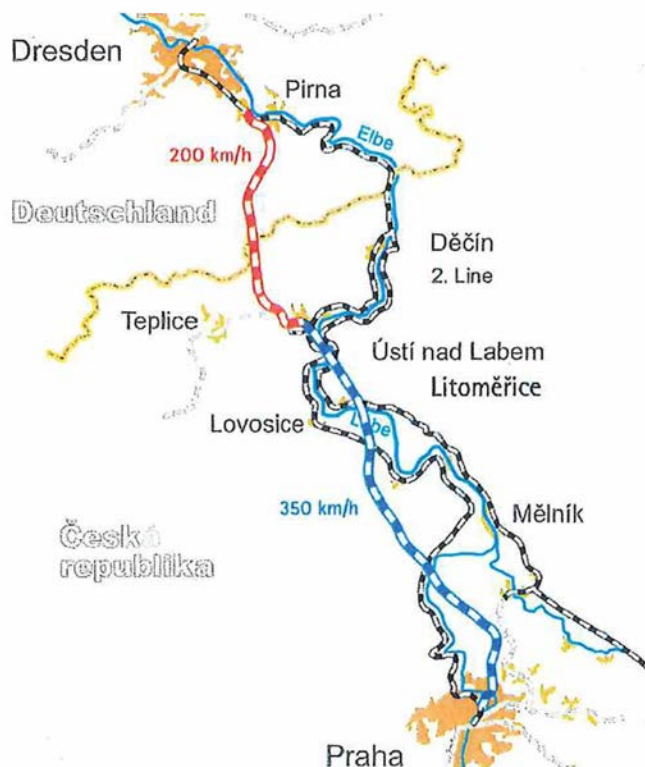 Dresden
Pirna
Elbe
200 km/h
Deutschland
Děčín
2. Line
Teplice
Ústí nad Labem
Litoměřice
Lovosice
Labe
350 km/h
Mělník
Česká
republika
Praha